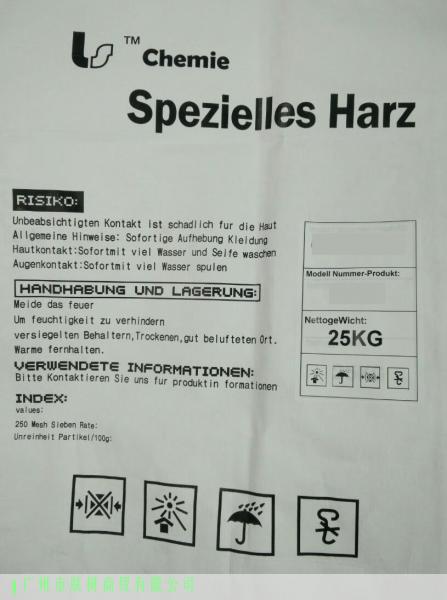 LS™ Chemie
Spezielles Harz
RISIKO:
Unbeabsichtigten Kontakt ist schadlich fur die Haut
Allgemeine Hinweise: Sofortige Aufhebung Kleidung
Hautkontakt:Sofortmit viel Wasser und Seife waschen
Augenkontakt:Sofortmit viel Wasser spulen
HANDHABUNG UND LAGERUNG:
Meide das feuer
Um feuchtigkeit zu verhindern
versiegelten Behaltern,Trockenen,gut belufteten Ort.
Warme fernhalten.
VERWENDETE INFORMATIONEN:
Bitte Kontaktieren Sie uns fur produktin formationen
INDEX:
values:
250 Mesh Sieben Rate:
Unreinheit Partikel/100g:
Modell Nummer-Produkt:
NettogeWicht:
25KG